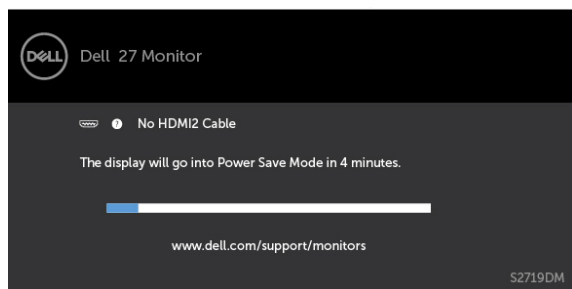 DELL
Dell 27 Monitor
? No HDMI2 Cable
The display will go into Power Save Mode in 4 minutes.
www.dell.com/support/monitors
S2719DM